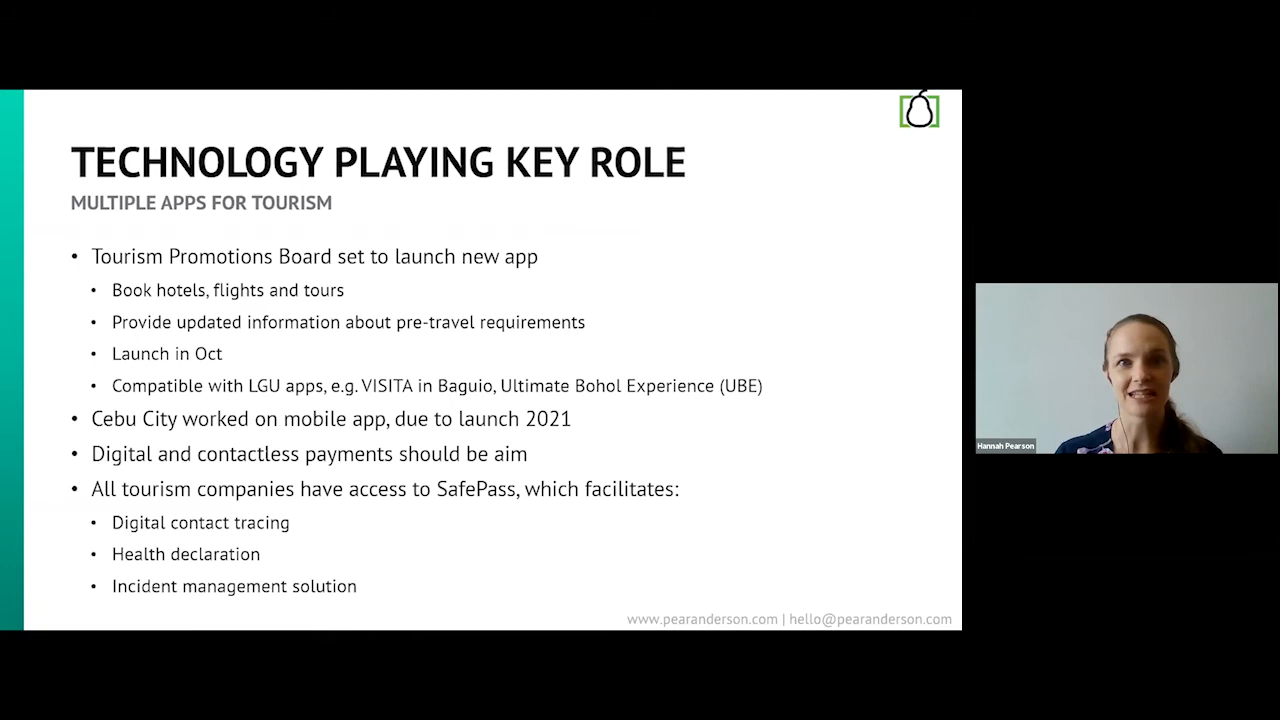 TECHNOLOGY PLAYING KEY ROLE
MULTIPLE APPS FOR TOURISM
• Tourism Promotions Board set to launch new app
• Book hotels, flights and tours
• Provide updated information about pre-travel requirements
• Launch in Oct
• Compatible with LGU apps, e.g. VISITA in Baguio, Ultimate Bohol Experience (UBE)
• Cebu City worked on mobile app, due to launch 2021
• Digital and contactless payments should be aim
• All tourism companies have access to SafePass, which facilitates:
• Digital contact tracing
• Health declaration
• Incident management solution
www.pearanderson.com | hello@pearanderson.com
Hannah Pearson